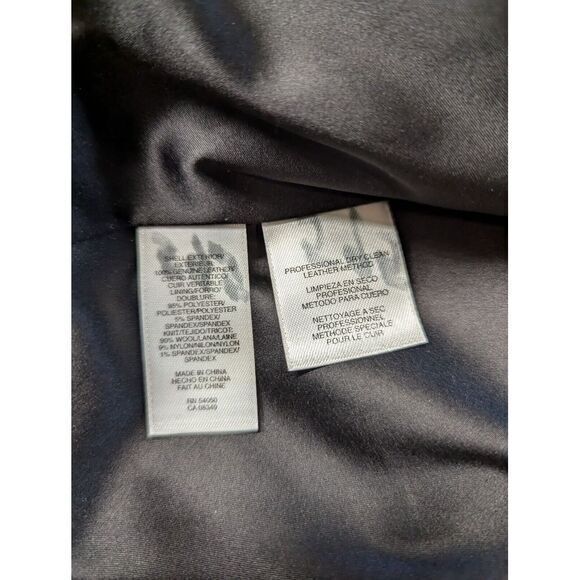 SHELL/EXTERIOR/
EXTÉRIEUR:
100% GENUINE LEATHER/
CUERO AUTENTICO/
CUIR VERITABLE
LINING/FORRO/
DOUBLURE:
95% POLYESTER/
POLIESTER/POLYESTER
5% SPANDEX/
SPANDEX/SPANDEX
KNIT/TEJIDO/TRICOT:
90% WOOL/LANA/LAINE
9% NYLON/NILON/NYLON
1% SPANDEX/SPANDEX/
SPANDEX
MADE IN CHINA
HECHO EN CHINA
FAIT AU CHINE
RN 54050
CA 08349
PROFESSIONAL DRY CLEAN
LEATHER METHOD
LIMPIEZA EN SECO
PROFESIONAL
METODO PARA CUERO
NETTOYAGE A SEC
PROFESSIONNEL
METHODE SPECIALE
POUR LE CUIR